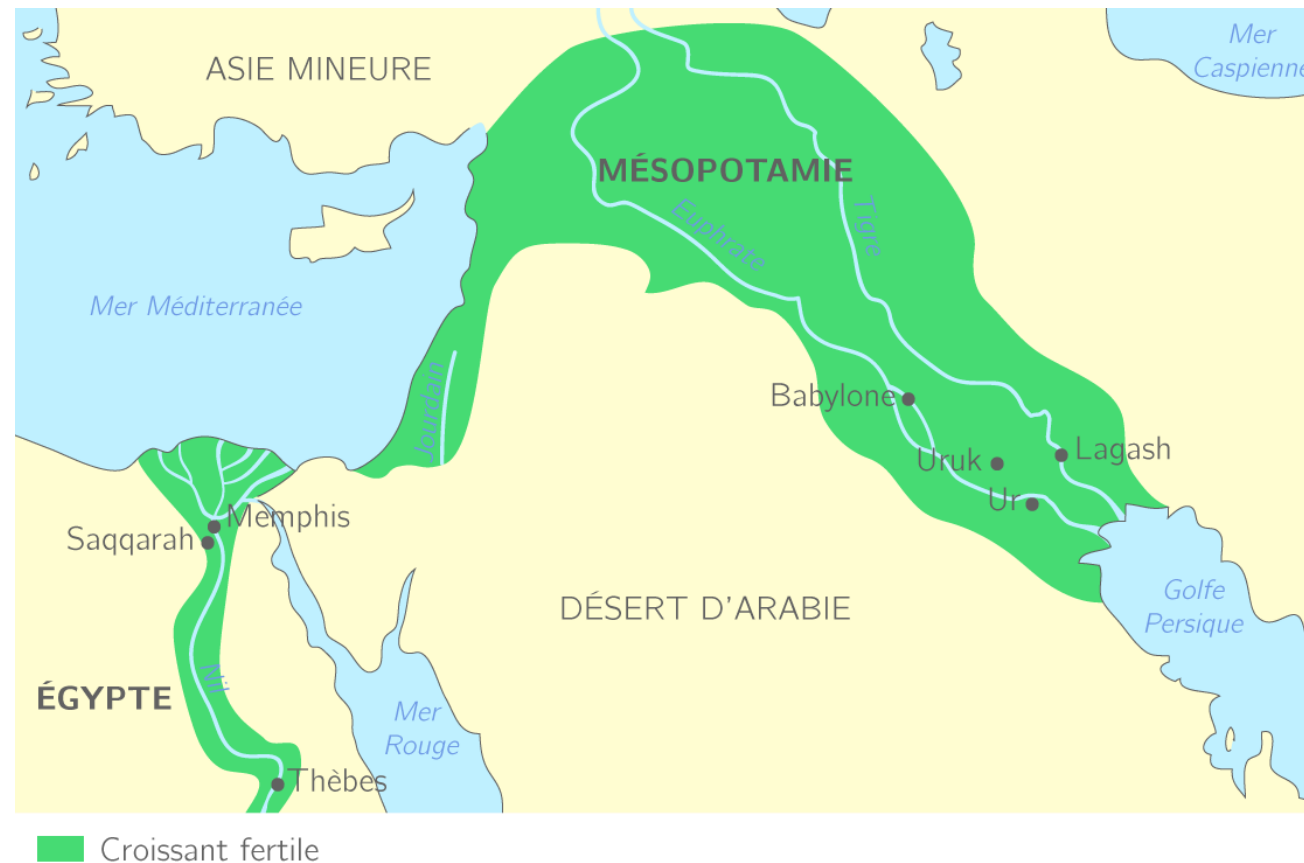 Mer
Caspienne
ASIE MINEURE
MÉSOPOTAMIE
Euphrate
Tigre
Mer Méditerranée
Jourdain
Babylone
Uruk
Lagash
Ur
Memphis
Saqqarah
DÉSERT D'ARABIE
Golfe
Persique
Nil
ÉGYPTE
Mer
Rouge
Thèbes
Croissant fertile